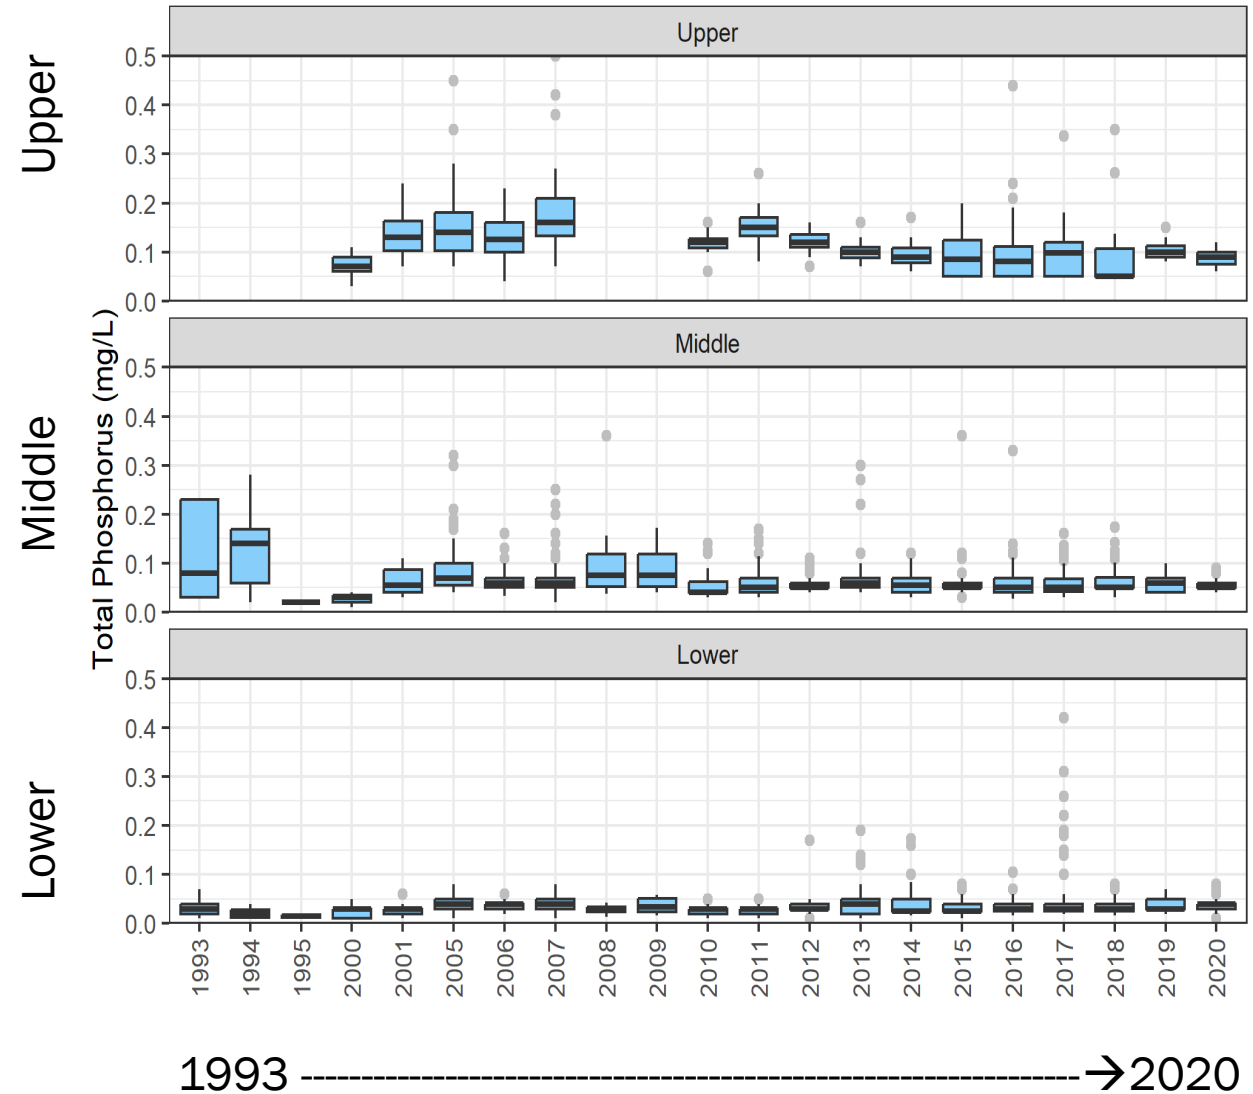 Upper
Upper
0.5
0.4
0.3
0.2
0.1
0.0
Total Phosphorus (mg/L)
Middle
Middle
0.5
0.4
0.3
0.2
0.1
0.0
Lower
Lower
0.5
0.4
0.3
0.2
0.1
0.0
1993 1994 1995 2000 2001 2005 2006 2007 2008 2009 2010 2011 2012 2013 2014 2015 2016 2017 2018 2019 2020
1993 ----------------------------------------------------------→2020